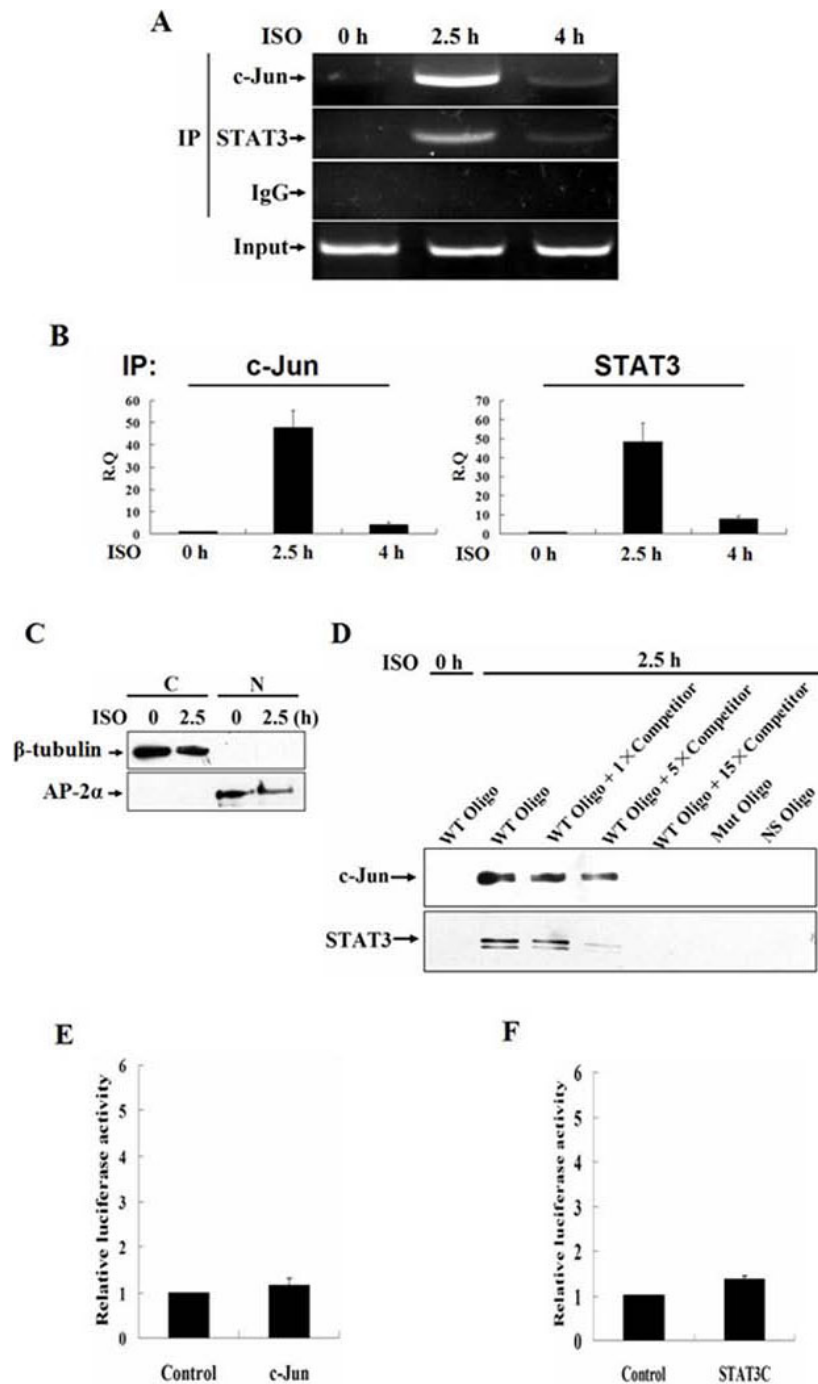 A
ISO 0 h 2.5 h 4 h
c-Jun
IP STAT3
IgG
Input
B
IP: c-Jun STAT3
R.Q
60
50
40
30
20
10
0
ISO 0 h 2.5 h 4 h
R.Q
70
60
50
40
30
20
10
0
ISO 0 h 2.5 h 4 h
C
C N
ISO 0 2.5 0 2.5 (h)
β-tubulin
AP-2α
D
ISO 0 h 2.5 h
WT Oligo
WT Oligo
WT Oligo + 1×Competitor
WT Oligo + 5×Competitor
WT Oligo + 15×Competitor
Mut Oligo
NS Oligo
c-Jun
STAT3
E
Relative luciferase activity
6
5
4
3
2
1
0
Control c-Jun
F
Relative luciferase activity
6
5
4
3
2
1
0
Control STAT3C